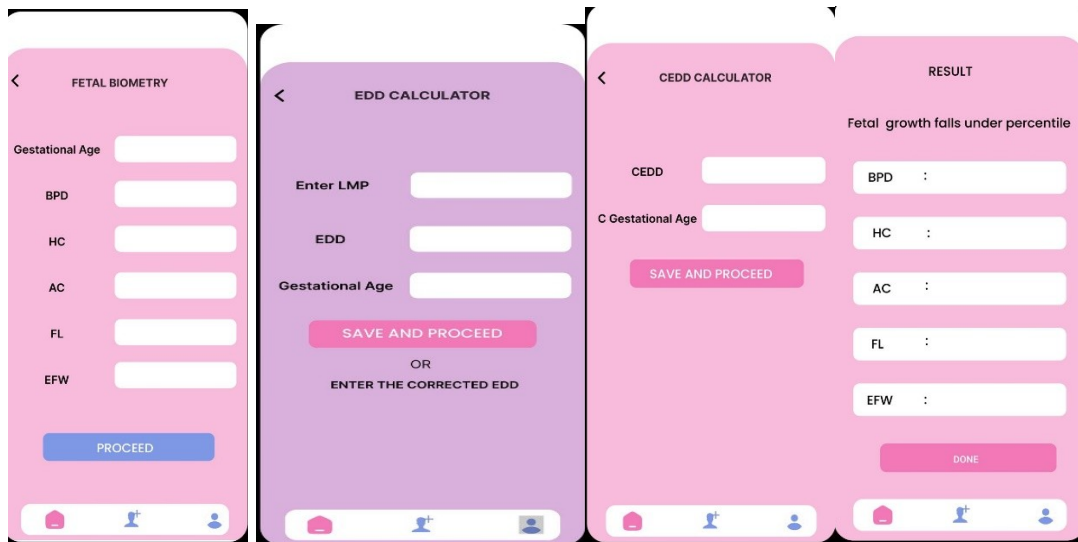 FETAL BIOMETRY
Gestational Age
BPD
HC
AC
FL
EFW
PROCEED
EDD CALCULATOR
Enter LMP
EDD
Gestational Age
SAVE AND PROCEED
OR
ENTER THE CORRECTED EDD
CEDD CALCULATOR
CEDD
C Gestational Age
SAVE AND PROCEED
RESULT
Fetal growth falls under percentile
BPD :
HC :
AC :
FL :
EFW :
DONE